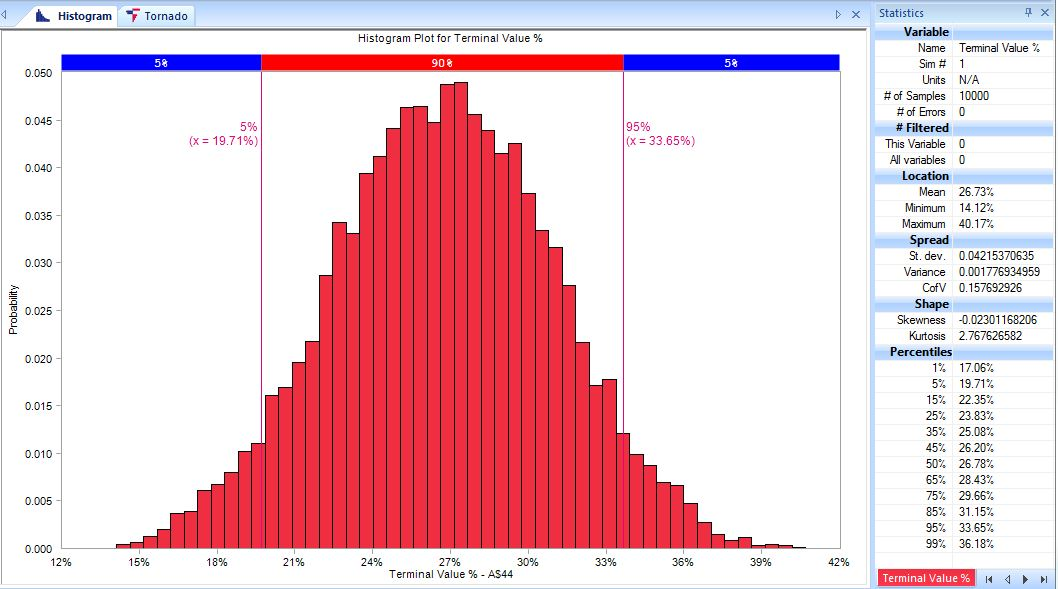 Histogram Tornado
Histogram Plot for Terminal Value %
5% 90% 5%
0.050
0.045
0.040
0.035
0.030
0.025
0.020
0.015
0.010
0.005
0.000
Probability
5%
(x = 19.71%)
95%
(x = 33.65%)
12% 15% 18% 21% 24% 27% 30% 33% 36% 39% 42%
Terminal Value % - A$44
Statistics
Variable
Name Terminal Value %
Sim # 1
Units N/A
# of Samples 10000
# of Errors 0
# Filtered
This Variable 0
All variables 0
Location
Mean 26.73%
Minimum 14.12%
Maximum 40.17%
Spread
St. dev. 0.04215370635
Variance 0.001776934959
CofV 0.157692926
Shape
Skewness -0.02301168206
Kurtosis 2.767626582
Percentiles
1% 17.06%
5% 19.71%
15% 22.35%
25% 23.83%
35% 25.08%
45% 26.20%
50% 26.78%
65% 28.43%
75% 29.66%
85% 31.15%
95% 33.65%
99% 36.18%
Terminal Value %